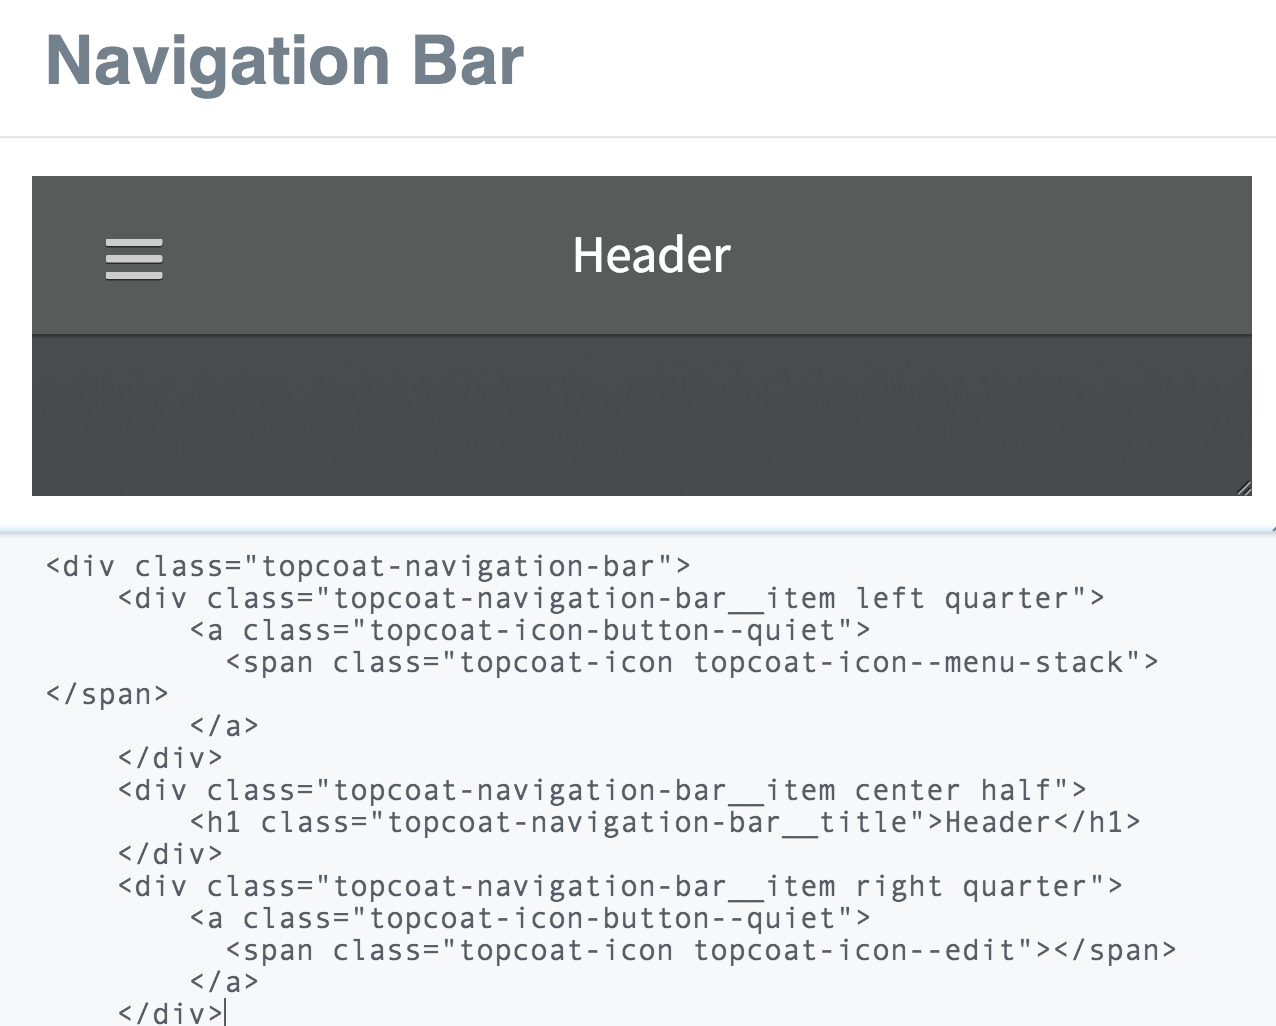 Navigation Bar
Header
<div class="topcoat-navigation-bar">
    <div class="topcoat-navigation-bar__item left quarter">
        <a class="topcoat-icon-button--quiet">
          <span class="topcoat-icon topcoat-icon--menu-stack">
</span>
        </a>
    </div>
    <div class="topcoat-navigation-bar__item center half">
        <h1 class="topcoat-navigation-bar__title">Header</h1>
    </div>
    <div class="topcoat-navigation-bar__item right quarter">
        <a class="topcoat-icon-button--quiet">
          <span class="topcoat-icon topcoat-icon--edit"></span>
        </a>
    </div>